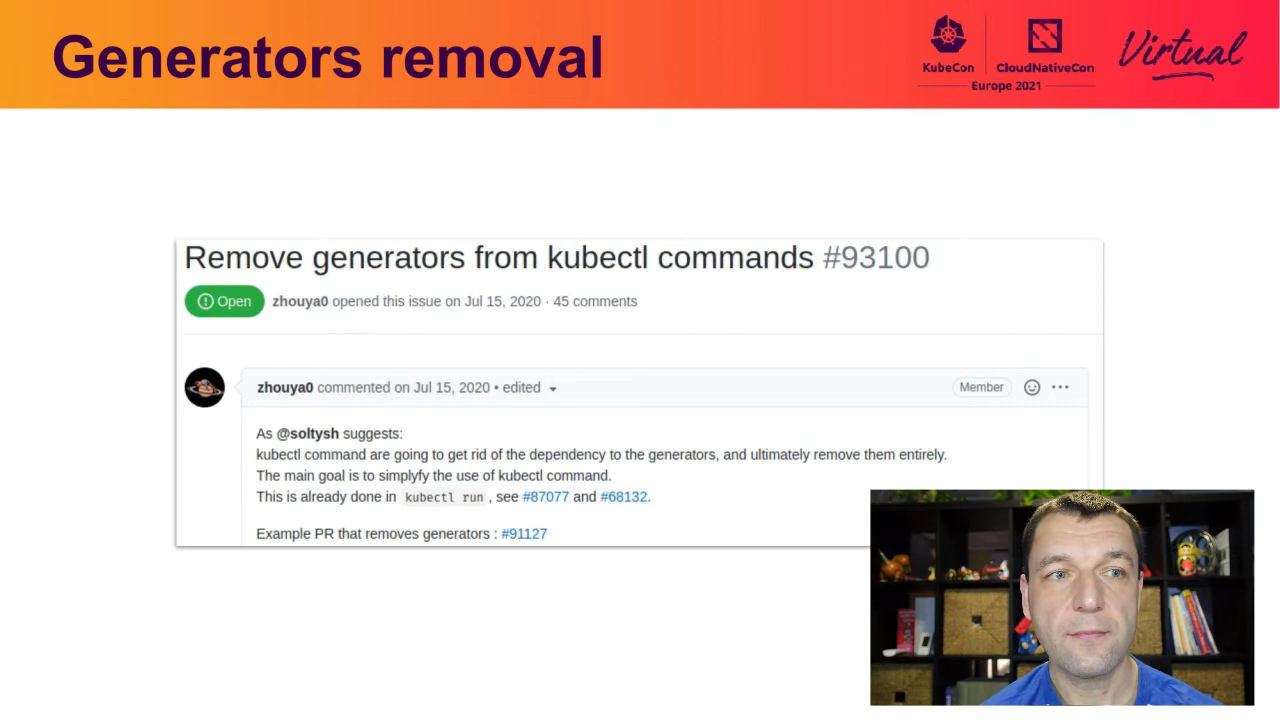 Generators removal
KubeCon
CloudNativeCon
Europe 2021
Virtual
Remove generators from kubectl commands #93100
Open
zhouya0 opened this issue on Jul 15, 2020 · 45 comments
zhouya0 commented on Jul 15, 2020 • edited
Member
As @soltysh suggests:
kubectl command are going to get rid of the dependency to the generators, and ultimately remove them entirely.
The main goal is to simplyfy the use of kubectl command.
This is already done in kubectl run , see #87077 and #68132.
Example PR that removes generators : #91127